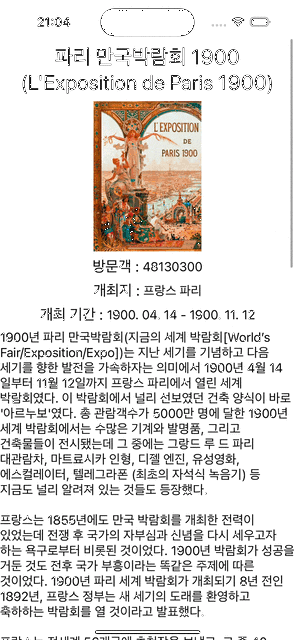 21:04
파리 만국박람회 1900
(L'Exposition de Paris 1900)
L'EXPOSITION
DE
PARIS 1900
방문객 : 48130300
개최지 : 프랑스 파리
개최 기간 : 1900. 04. 14 - 1900. 11. 12
1900년 파리 만국박람회(지금의 세계 박람회[World's
Fair/Exposition/Expo])는 지난 세기를 기념하고 다음
세기를 향한 발전을 가속하자는 의미에서 1900년 4월 14
일부터 11월 12일까지 프랑스 파리에서 열린 세계
박람회였다. 이 박람회에서 널리 선보였던 건축 양식이 바로
'아르누보'였다. 총 관람객수가 5000만 명에 달한 1900년
세계 박람회에서는 수많은 기계와 발명품, 그리고
건축물들이 전시됐는데 그 중에는 그랑드 루 드 파리
대관람차, 마트료시카 인형, 디젤 엔진, 유성영화,
에스컬레이터, 텔레그라폰 (최초의 자석식 녹음기) 등
지금도 널리 알려져 있는 것들도 등장했다.
프랑스는 1855년에도 만국 박람회를 개최한 전력이
있었는데 전쟁 후 국가의 자부심과 신념을 다시 세우고자
하는 욕구로부터 비롯된 것이었다. 1900년 박람회가 성공을
거둔 것도 전후 국가 부흥이라는 똑같은 주제에 따른
것이었다. 1900년 파리 세계 박람회가 개최되기 8년 전인
1892년, 프랑스 정부는 새 세기의 도래를 환영하고
축하하는 박람회를 열 것이라고 발표했다.